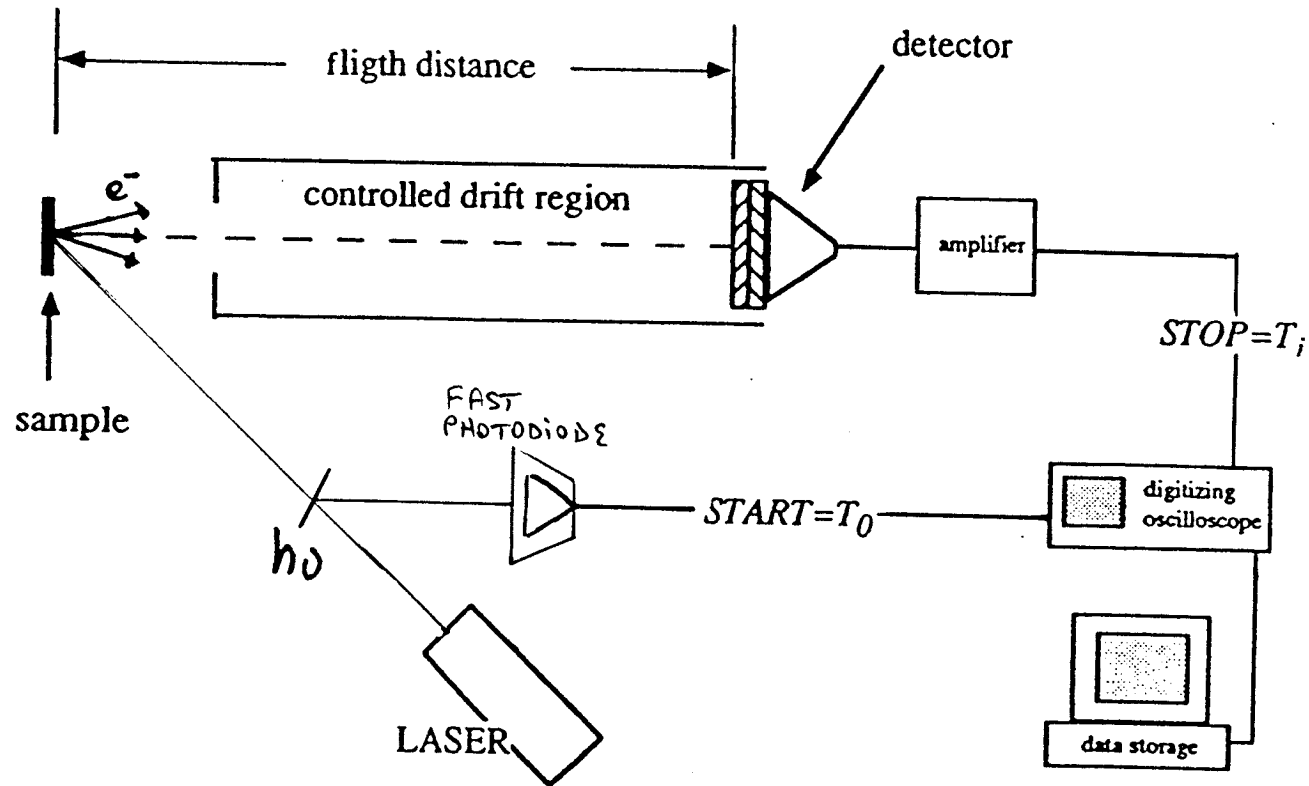 fligth distance
detector
e⁻
controlled drift region
amplifier
STOP=Tᵢ
sample
FAST
PHOTODIODE
START=T₀
digitizing
oscilloscope
hυ
LASER
data storage